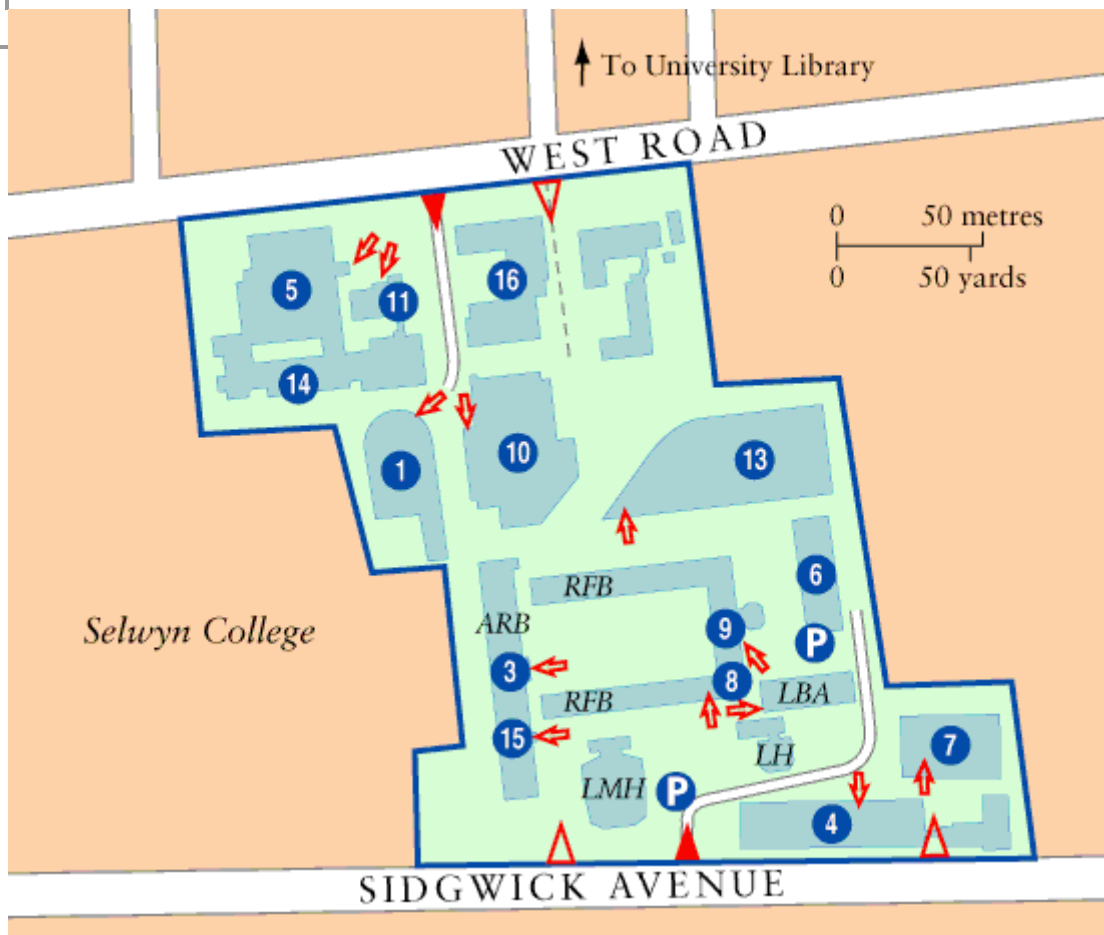 To University Library
WEST ROAD
0 50 metres
0 50 yards
5
11
16
14
1
10
13
6
RFB
Selwyn College
ARB
9
P
3
8
RFB
LBA
15
7
LH
LMH
P
4
SIDGWICK AVENUE